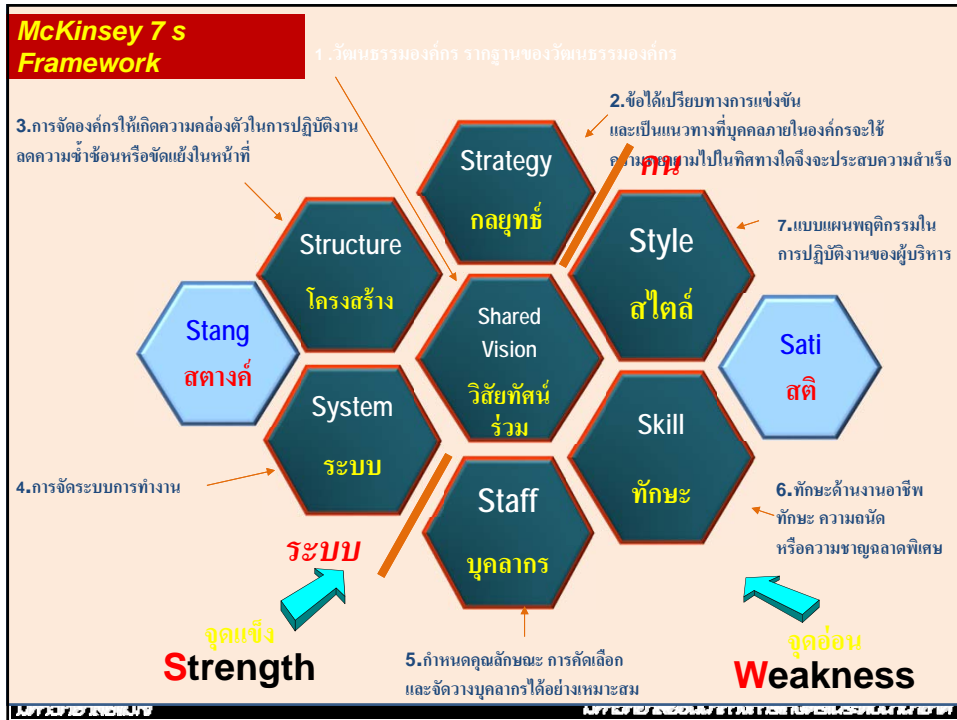 McKinsey 7 s
Framework
1 .วัฒนธรรมองค์กร รากฐานของวัฒนธรรมองค์กร
2.ข้อได้เปรียบทางการแข่งขัน
และเป็นแนวทางที่บุคคลภายในองค์กรจะใช้
ความพยายามไปในทิศทางใดจึงจะประสบความสำเร็จ
คน
3.การจัดองค์กรให้เกิดความคล่องตัวในการปฏิบัติงาน
ลดความซ้ำซ้อนหรือขัดแย้งในหน้าที่
Strategy
กลยุทธ์
Structure
โครงสร้าง
Style
สไตล์
7.แบบแผนพฤติกรรมใน
การปฏิบัติงานของผู้บริหาร
Stang
สตางค์
Shared
Vision
วิสัยทัศน์
ร่วม
Sati
สติ
System
ระบบ
Skill
ทักษะ
4.การจัดระบบการทำงาน
Staff
บุคลากร
6.ทักษะด้านงานอาชีพ
ทักษะ ความถนัด
หรือความชาญฉลาดพิเศษ
ระบบ
จุดแข็ง
Strength
5.กำหนดคุณลักษณะ การคัดเลือก
และจัดวางบุคลากรได้อย่างเหมาะสม
จุดอ่อน
Weakness